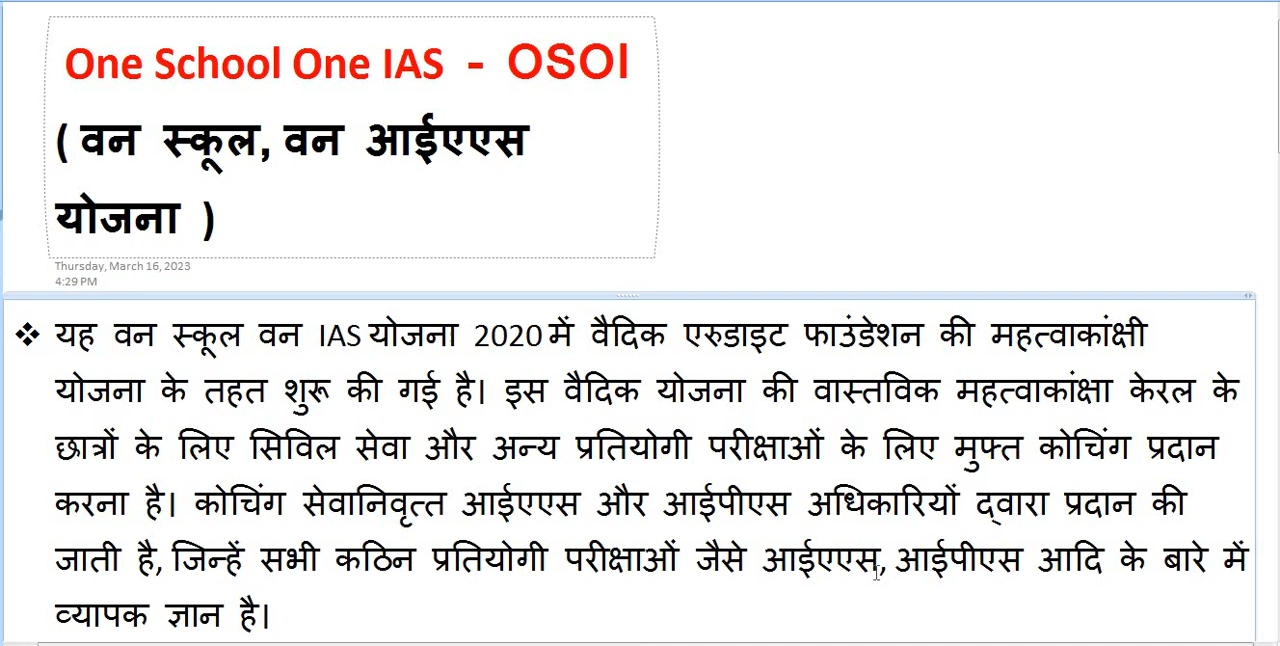 One School One IAS - OSOI
( वन स्कूल, वन आईएएस
योजना )
Thursday, March 16, 2023
4:29 PM
❖ यह वन स्कूल वन IAS योजना 2020 में वैदिक एरुडाइट फाउंडेशन की महत्वाकांक्षी
योजना के तहत शुरू की गई है। इस वैदिक योजना की वास्तविक महत्वाकांक्षा केरल के
छात्रों के लिए सिविल सेवा और अन्य प्रतियोगी परीक्षाओं के लिए मुफ्त कोचिंग प्रदान
करना है। कोचिंग सेवानिवृत्त आईएएस और आईपीएस अधिकारियों द्वारा प्रदान की
जाती है, जिन्हें सभी कठिन प्रतियोगी परीक्षाओं जैसे आईएएस, आईपीएस आदि के बारे में
व्यापक ज्ञान है।